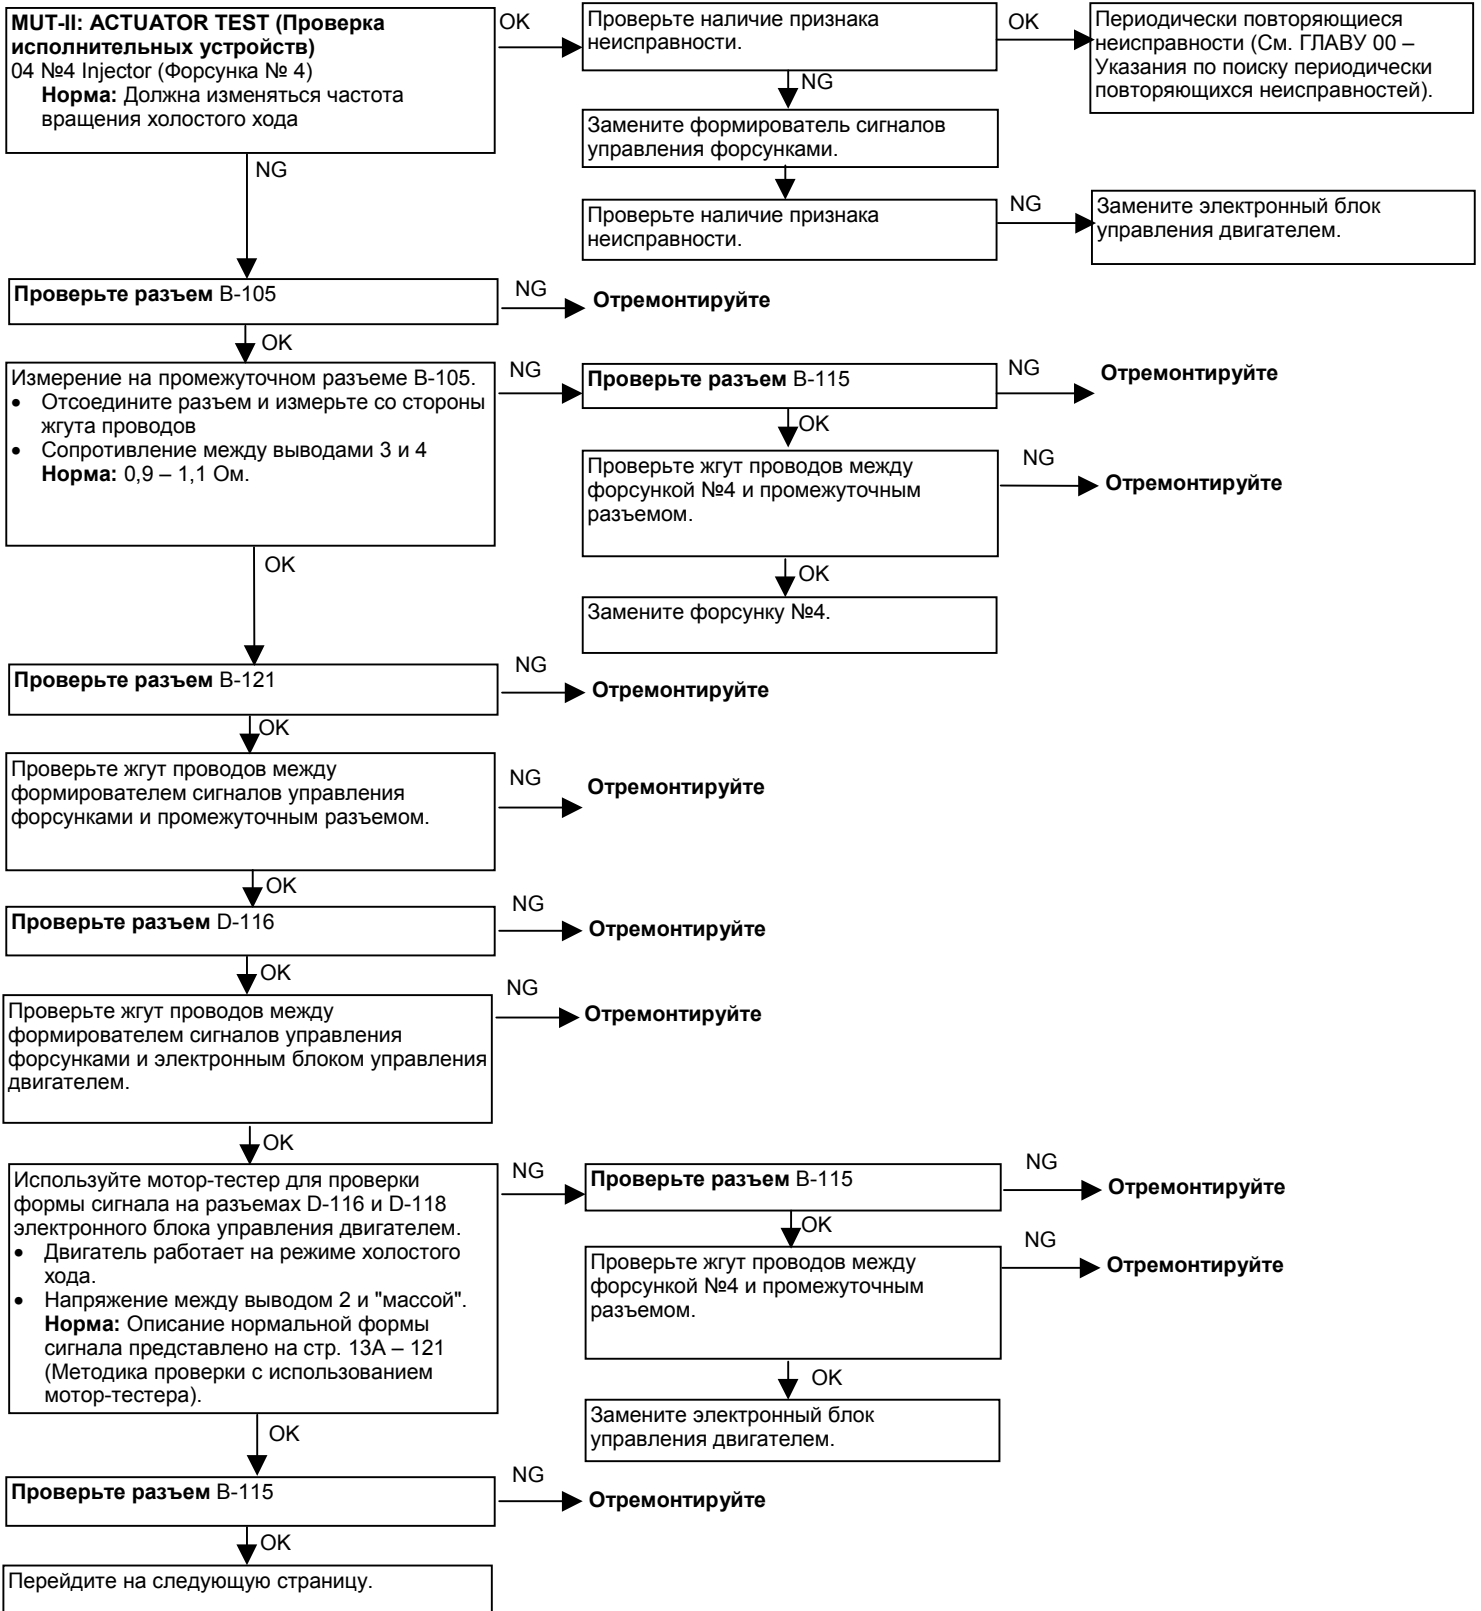 MUT-II: ACTUATOR TEST (Проверка
исполнительных устройств)
04 №4 Injector (Форсунка № 4)
Норма: Должна изменяться частота
вращения холостого хода
OK
Проверьте наличие признака
неисправности.
OK
Периодически повторяющиеся
неисправности (См. ГЛАВУ 00 –
Указания по поиску периодически
повторяющихся неисправностей).
NG
Замените формирователь сигналов
управления форсунками.
NG
Проверьте наличие признака
неисправности.
NG
Замените электронный блок
управления двигателем.
Проверьте разъем B-105
NG
Отремонтируйте
OK
Измерение на промежуточном разъеме B-105.
• Отсоедините разъем и измерьте со стороны
жгута проводов
• Сопротивление между выводами 3 и 4
Норма: 0,9 – 1,1 Ом.
NG
Проверьте разъем B-115
NG
Отремонтируйте
OK
Проверьте жгут проводов между
форсункой №4 и промежуточным
разъемом.
NG
Отремонтируйте
OK
OK
Замените форсунку №4.
Проверьте разъем B-121
NG
Отремонтируйте
OK
Проверьте жгут проводов между
формирователем сигналов управления
форсунками и промежуточным разъемом.
NG
Отремонтируйте
OK
Проверьте разъем D-116
NG
Отремонтируйте
OK
Проверьте жгут проводов между
формирователем сигналов управления
форсунками и электронным блоком управления
двигателем.
NG
Отремонтируйте
OK
Используйте мотор-тестер для проверки
формы сигнала на разъемах D-116 и D-118
электронного блока управления двигателем.
• Двигатель работает на режиме холостого
хода.
• Напряжение между выводом 2 и "массой".
Норма: Описание нормальной формы
сигнала представлено на стр. 13A – 121
(Методика проверки с использованием
мотор-тестера).
NG
Проверьте разъем B-115
NG
Отремонтируйте
OK
Проверьте жгут проводов между
форсункой №4 и промежуточным
разъемом.
NG
Отремонтируйте
OK
Замените электронный блок
управления двигателем.
OK
Проверьте разъем B-115
NG
Отремонтируйте
OK
Перейдите на следующую страницу.